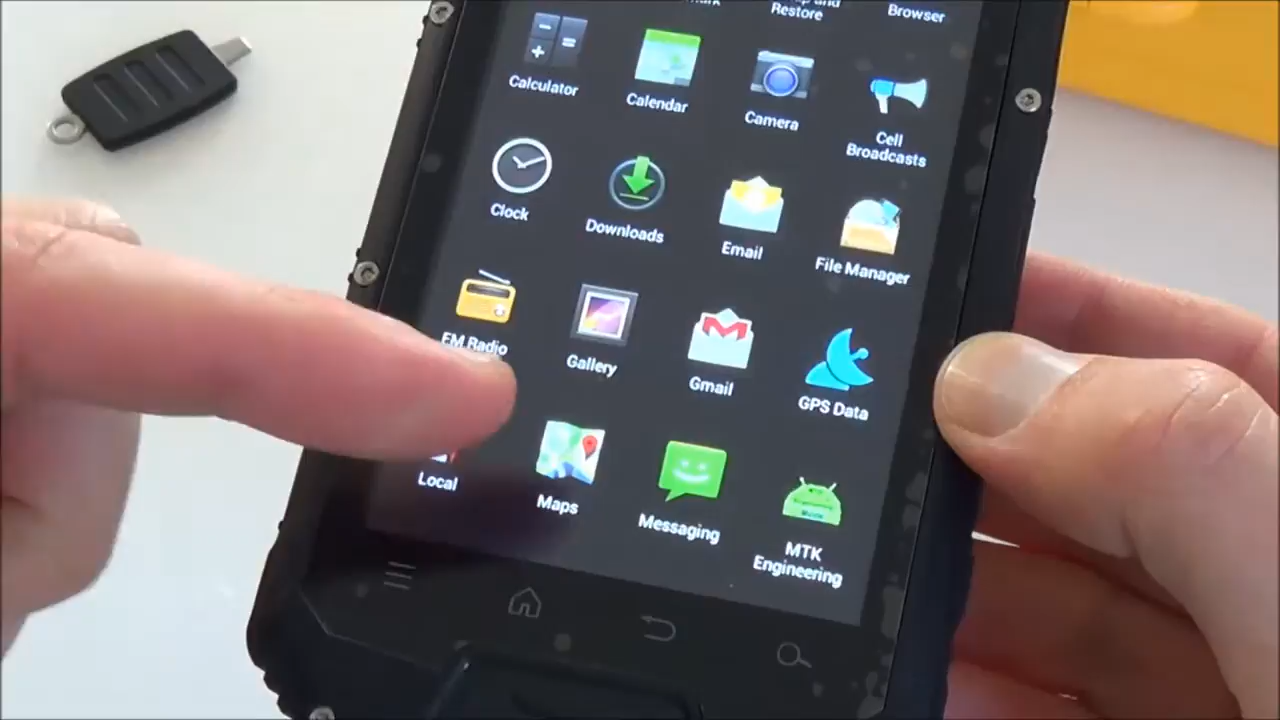 Restore
Browser
Calculator
Calendar
Camera
Cell
Broadcasts
Clock
Downloads
Email
File Manager
FM Radio
Gallery
Gmail
GPS Data
Local
Maps
Messaging
MTK
Engineering